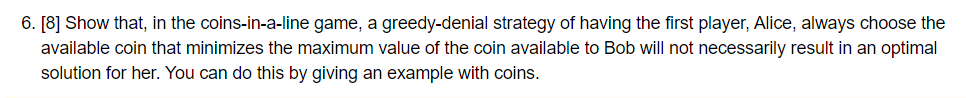 6. [8] Show that, in the coins-in-a-line game, a greedy-denial strategy of having the first player, Alice, always choose the
available coin that minimizes the maximum value of the coin available to Bob will not necessarily result in an optimal
solution for her. You can do this by giving an example with coins.